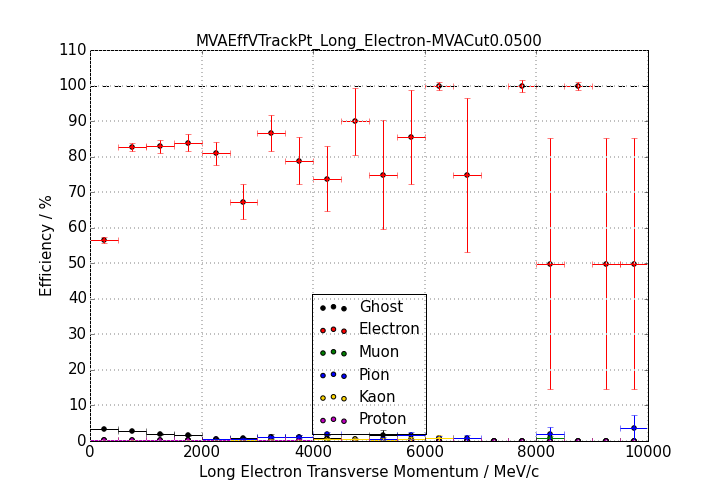 MVAEffVTrackPt_Long_Electron-MVACut0.0500
110
100
90
80
70
60
50
40
30
20
10
0
Efficiency / %
Ghost
Electron
Muon
Pion
Kaon
Proton
0 2000 4000 6000 8000 10000
Long Electron Transverse Momentum / MeV/c